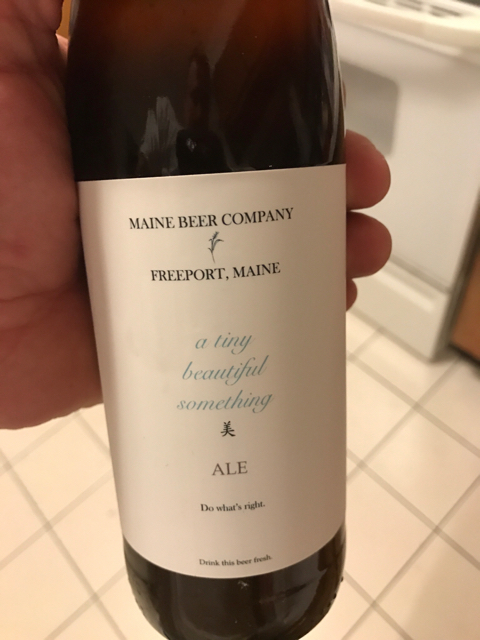 MAINE BEER COMPANY
FREEPORT, MAINE
a tiny
beautiful
something
美
ALE
Do what's right.
Drink this beer fresh.